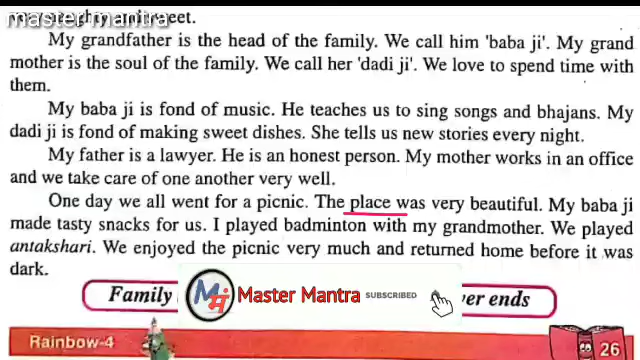 master mantra
sweet.
My grandfather is the head of the family. We call him 'baba ji'. My grand
mother is the soul of the family. We call her 'dadi ji'. We love to spend time with
them.
My baba ji is fond of music. He teaches us to sing songs and bhajans. My
dadi ji is fond of making sweet dishes. She tells us new stories every night.
My father is a lawyer. He is an honest person. My mother works in an office
and we take care of one another very well.
One day we all went for a picnic. The place was very beautiful. My baba ji
made tasty snacks for us. I played badminton with my grandmother. We played
antakshari. We enjoyed the picnic very much and returned home before it was
dark.
Family ends
Master Mantra SUBSCRIBED
Rainbow-4 26